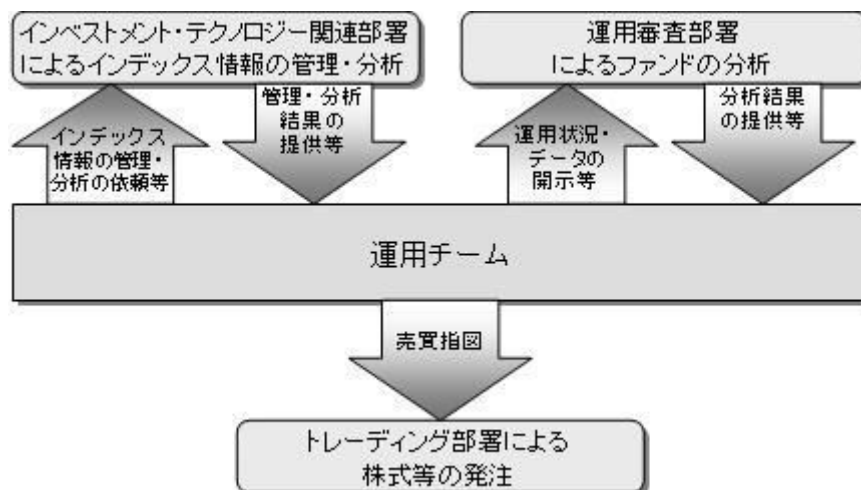 インベストメント・テクノロジー関連部署
によるインデックス情報の管理・分析
運用審査部署
によるファンドの分析
インデックス
情報の管理・
分析の依頼等
管理・分析
結果の
提供等
運用状況・
データの
開示等
分析結果
の提供等
運用チーム
売買指図
トレーディング部署による
株式等の発注